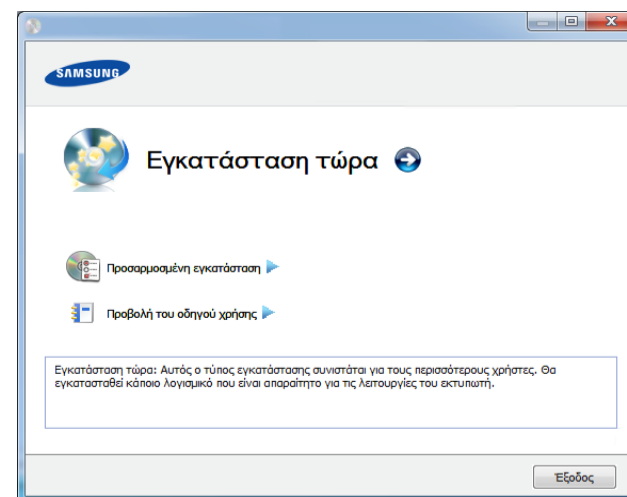 SAMSUNG
Εγκατάσταση τώρα
Προσαρμοσμένη εγκατάσταση
Προβολή του οδηγού χρήσης
Εγκατάσταση τώρα: Αυτός ο τύπος εγκατάστασης συνιστάται για τους περισσότερους χρήστες. Θα
εγκατασταθεί κάποιο λογισμικό που είναι απαραίτητο για τις λειτουργίες του εκτυπωτή.
Έξοδος